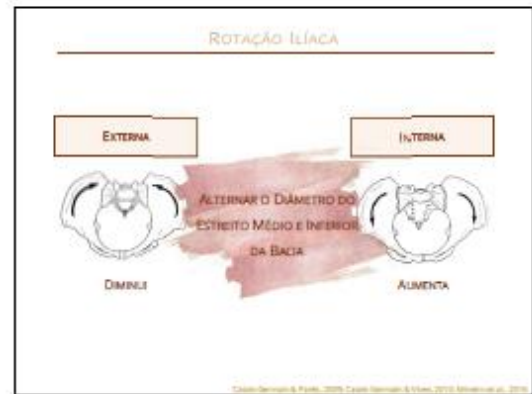 ROTAÇÃO ILÍACA
EXTERNA
INTERNA
ALTERNAR O DIÂMETRO DO
ESTREITO MÉDIO E INFERIOR
DA BACIA
DIMINUI
AUMENTA